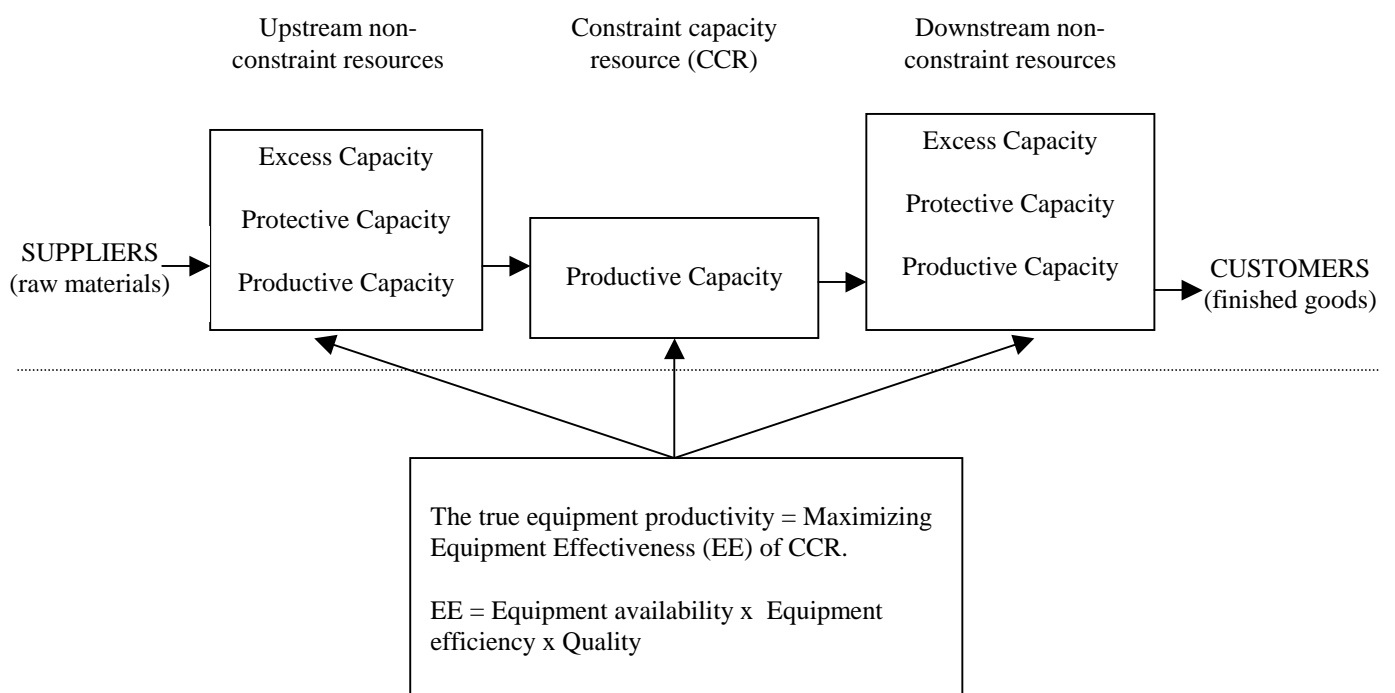 Upstream non-
constraint resources
Constraint capacity
resource (CCR)
Downstream non-
constraint resources
SUPPLIERS
(raw materials)
Excess Capacity
Protective Capacity
Productive Capacity
Productive Capacity
Excess Capacity
Protective Capacity
Productive Capacity
CUSTOMERS
(finished goods)
The true equipment productivity = Maximizing
Equipment Effectiveness (EE) of CCR.
EE = Equipment availability x Equipment
efficiency x Quality